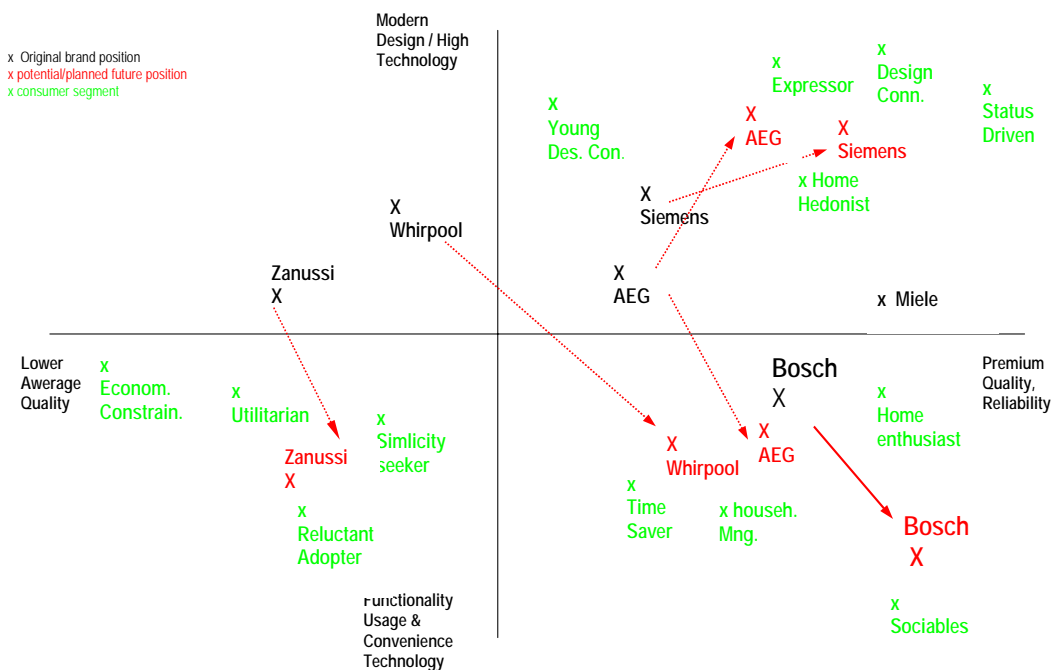 Modern
Design / High
Technology
x Original brand position
x potential/planned future position
x consumer segment
x
Expressor
x
Design
Conn.
x
Status
Driven
x
Young
Des. Con.
X
AEG
X
Siemens
x Home
Hedonist
X
Siemens
X
Whirpool
Zanussi
X
X
AEG
x Miele
Lower
Awerage
Quality
x
Econom.
Constrain.
x
Utilitarian
x
Simlicity
seeker
Bosch
X
Premium
Quality,
Reliability
x
Home
enthusiast
Zanussi
X
X
Whirpool
X
AEG
x
Time
Saver
x househ.
Mng.
x
Reluctant
Adopter
Bosch
X
x
Sociables
Functionality
Usage &
Convenience
Technology